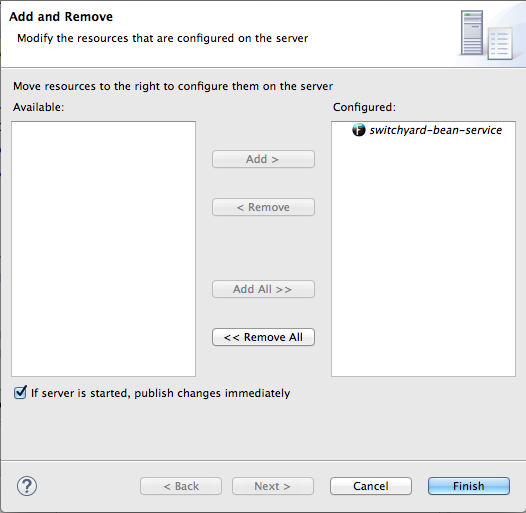 Add and Remove
Modify the resources that are configured on the server
Move resources to the right to configure them on the server
Available:
Configured:
switchyard-bean-service
Add >
< Remove
Add All >>
<< Remove All
If server is started, publish changes immediately
?
< Back
Next >
Cancel
Finish